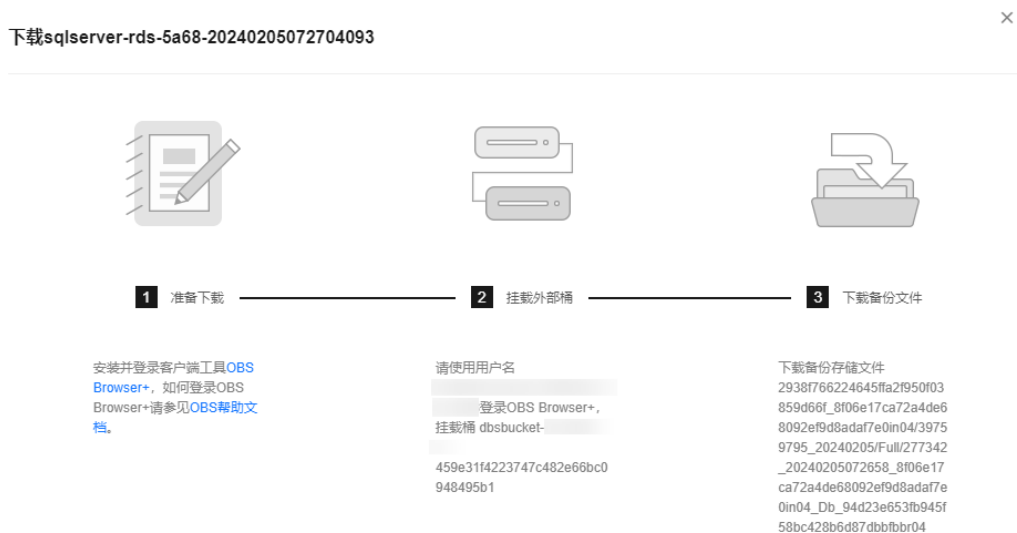 下载sqlserver-rds-5a68-20240205072704093
1 准备下载
2 挂载外部桶
3 下载备份文件
安装并登录客户端工具OBS
Browser+，如何登录OBS
Browser+请参见OBS帮助文
档。
请使用用户名
登录OBS Browser+，
挂载桶 dbsbucket-
459e31f4223747c482e66bc0
948495b1
下载备份存储文件
2938f766224645ffa2f950f03
859d66f_8f06e17ca72a4de6
8092ef9d8adaf7e0in04/3975
9795_20240205/Full/277342
_20240205072658_8f06e17
ca72a4de68092ef9d8adaf7e
0in04_Db_94d23e653fb945f
58bc428b6d87dbbfbbr04